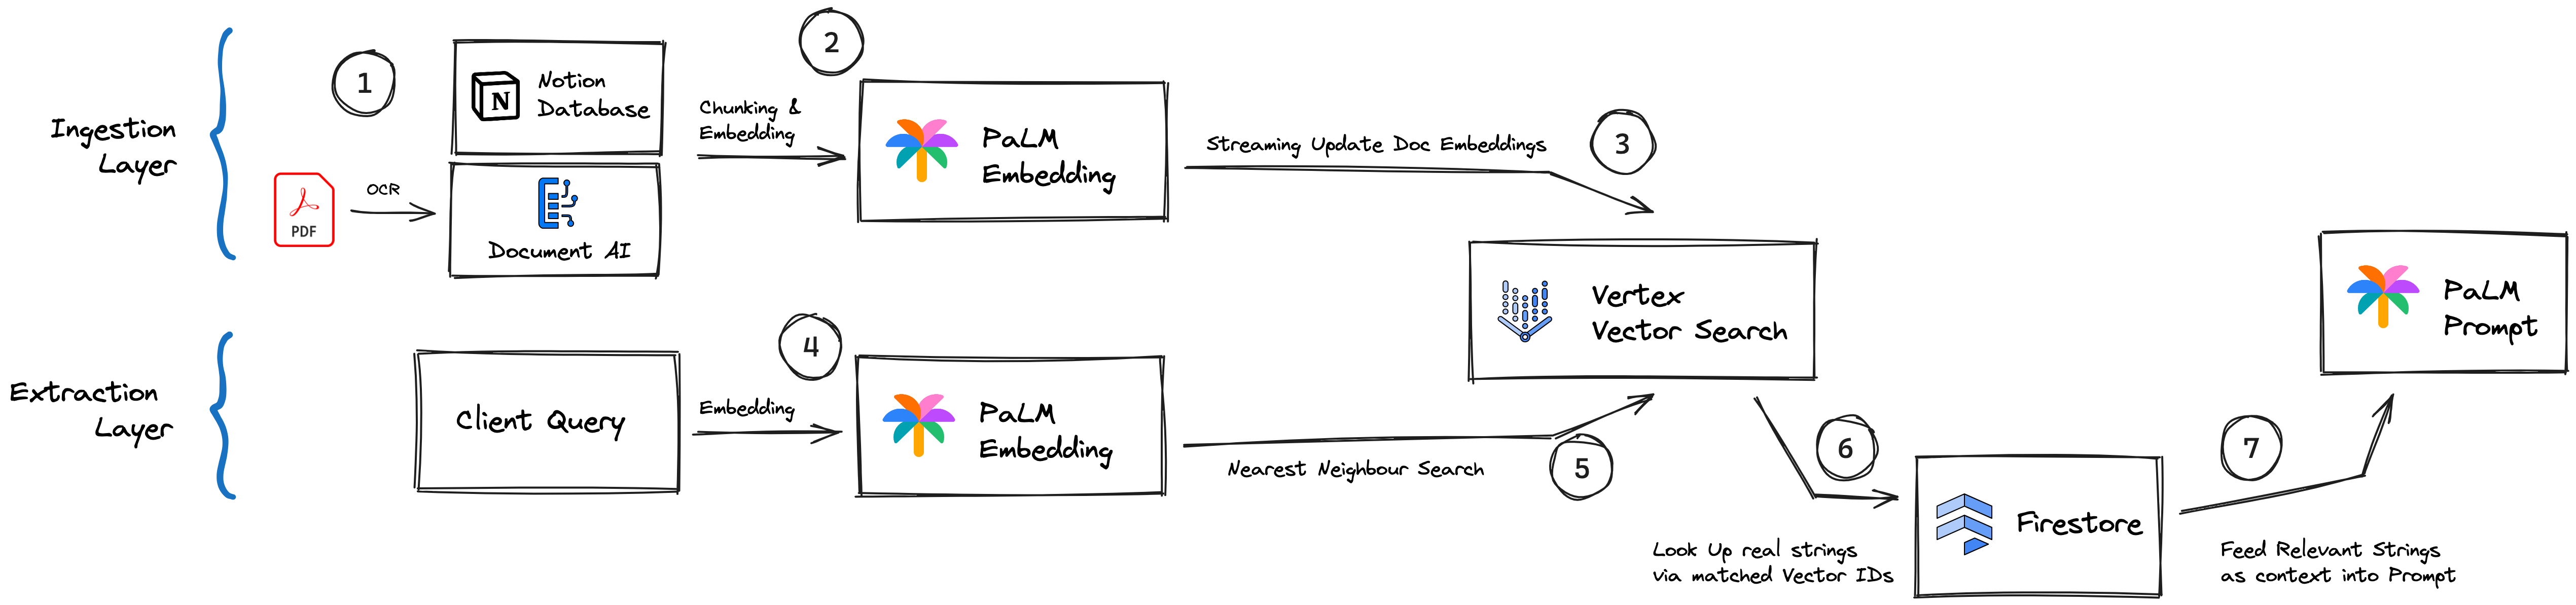 Ingestion
Layer
1
PDF
OCR
N
Notion
Database
Document AI
Chunking &
Embedding
2
PaLM
Embedding
Streaming Update Doc Embeddings
3
Extraction
Layer
Client Query
Embedding
4
PaLM
Embedding
Nearest Neighbour Search
5
Vertex
Vector Search
6
Look Up real strings
via matched Vector IDs
Firestore
7
Feed Relevant Strings
as context into Prompt
PaLM
Prompt